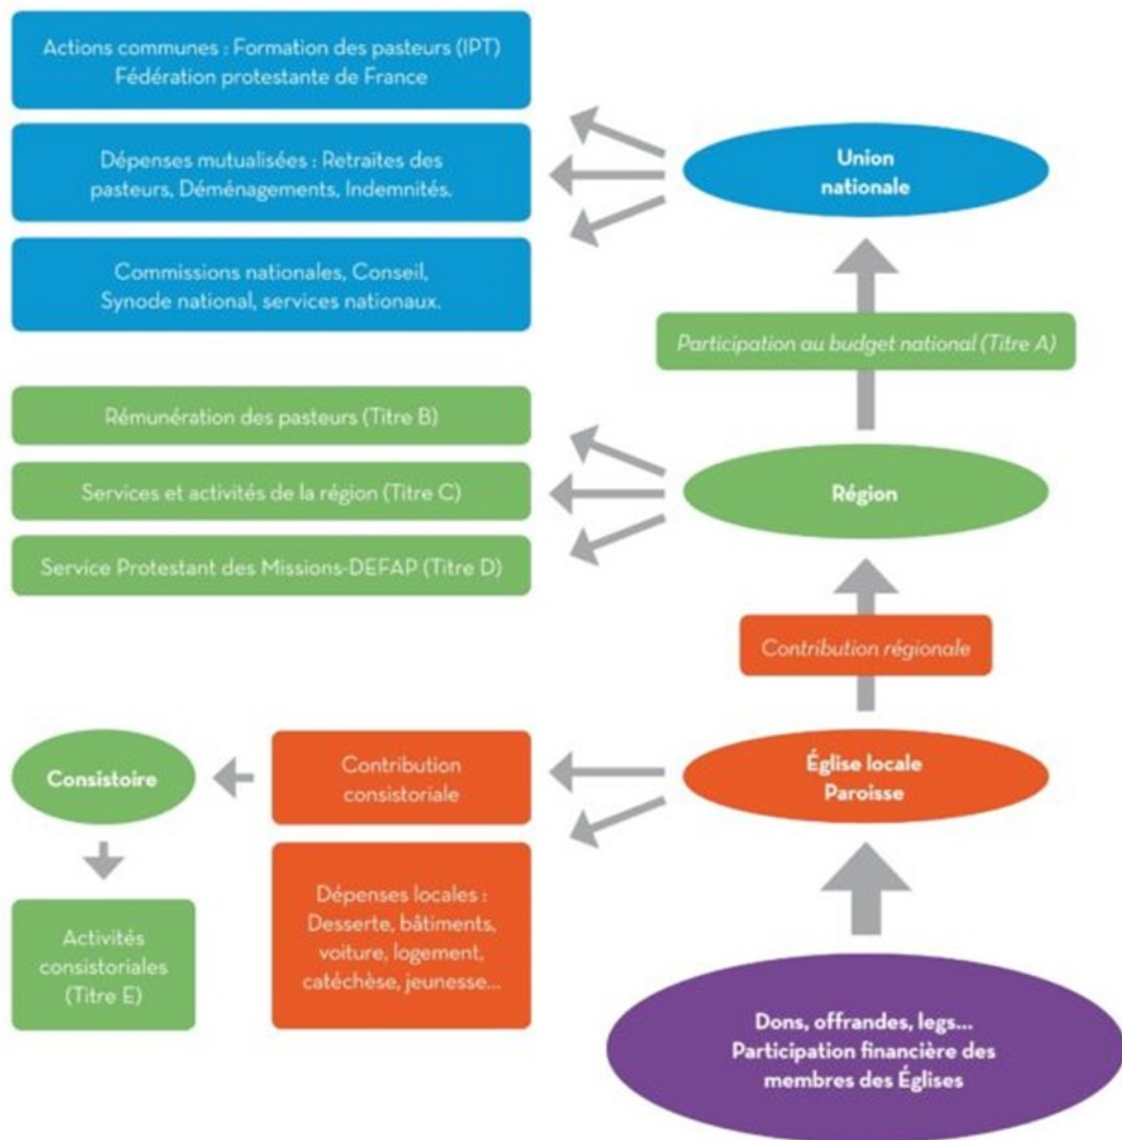 Actions communes : Formation des pasteurs (IPT)
Fédération protestante de France
Dépenses mutualisées : Retraites des
pasteurs, Déménagements, Indemnités.
Commissions nationales, Conseil,
Synode national, services nationaux.
Union
nationale
Participation au budget national (Titre A)
Rémunération des pasteurs (Titre B)
Services et activités de la région (Titre C)
Service Protestant des Missions-DEFAP (Titre D)
Région
Contribution régionale
Église locale
Paroisse
Contribution
consistoriale
Consistoire
Dépenses locales :
Desserte, bâtiments,
voiture, logement,
catéchèse, jeunesse...
Activités
consistoriales
(Titre E)
Dons, offrandes, legs...
Participation financière des
membres des Églises